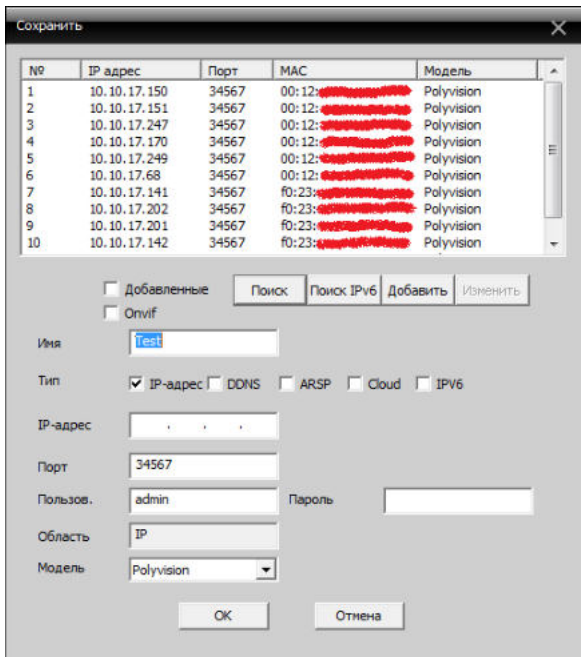 Сохранить
№ IP адрес Порт MAC Модель
1 10.10.17.150 34567 00:12: Polyvision
2 10.10.17.151 34567 00:12: Polyvision
3 10.10.17.247 34567 00:12: Polyvision
4 10.10.17.170 34567 00:12: Polyvision
5 10.10.17.249 34567 00:12: Polyvision
6 10.10.17.68 34567 00:12: Polyvision
7 10.10.17.141 34567 f0:23: Polyvision
8 10.10.17.202 34567 f0:23: Polyvision
9 10.10.17.201 34567 f0:23: Polyvision
10 10.10.17.142 34567 f0:23: Polyvision
Добавленные Поиск Поиск IPv6 Добавить Изменить
Onvif
Имя Test
Тип IP-адрес DDNS ARSP Cloud IPV6
IP-адрес . . .
Порт 34567
Пользов. admin Пароль
Область IP
Модель Polyvision
OK Отмена